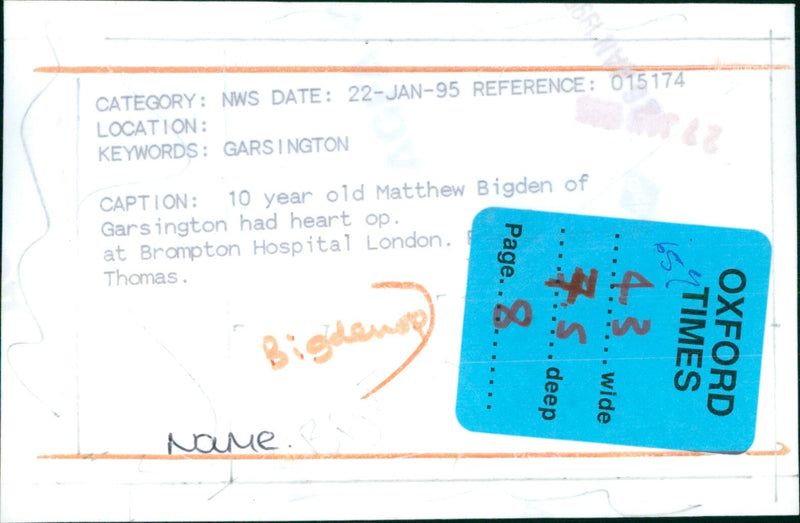 CATEGORY: NWS DATE: 22-JAN-95 REFERENCE: 015174
LOCATION:
KEYWORDS: GARSINGTON
CAPTION: 10 year old Matthew Bigden of
Garsington had heart op.
at Brompton Hospital London.
Thomas.
Bigdenop
Name.
OXFORD
TIMES
4.3 wide
7.5 deep
Page 8